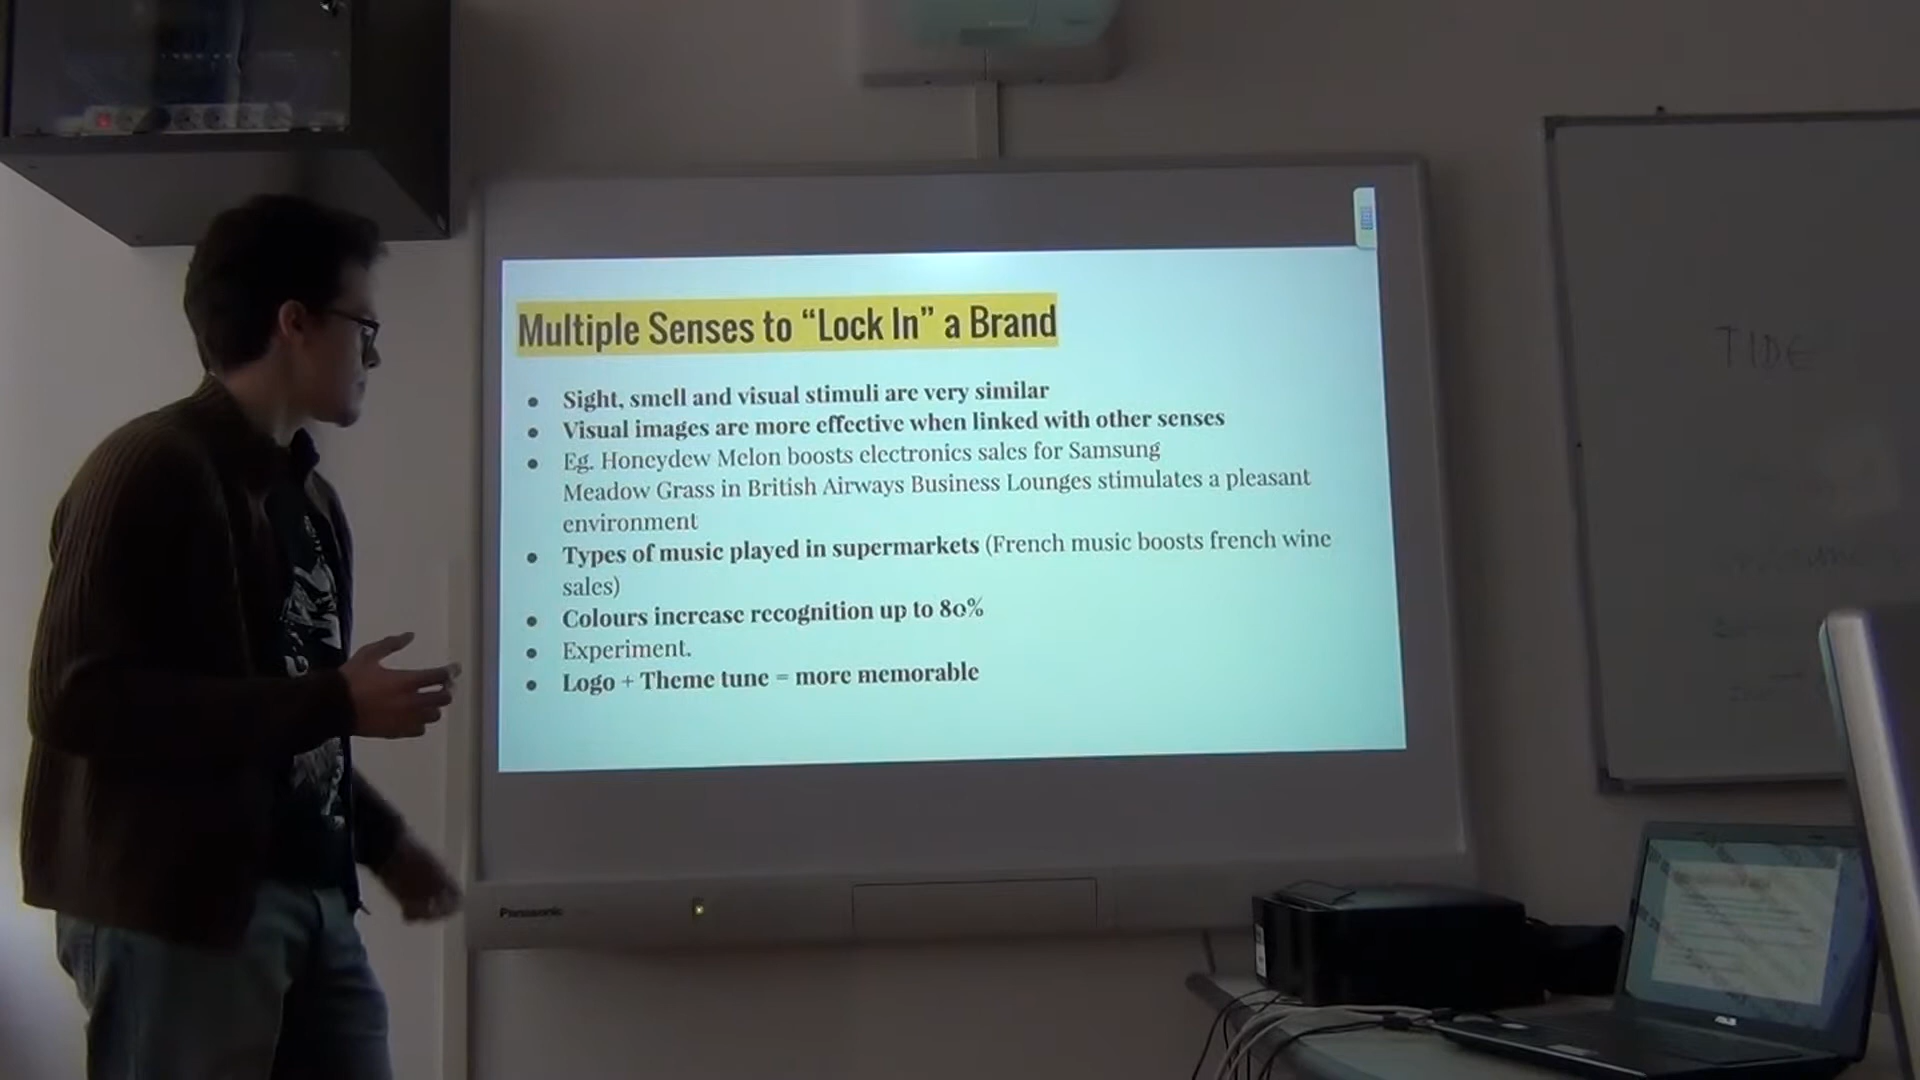 Multiple Senses to “Lock In” a Brand
● Sight, smell and visual stimuli are very similar
● Visual images are more effective when linked with other senses
● Eg. Honeydew Melon boosts electronics sales for Samsung
Meadow Grass in British Airways Business Lounges stimulates a pleasant
environment
● Types of music played in supermarkets (French music boosts french wine
sales)
● Colours increase recognition up to 80%
● Experiment.
● Logo + Theme tune = more memorable
TIDE
Panasonic
ASUS